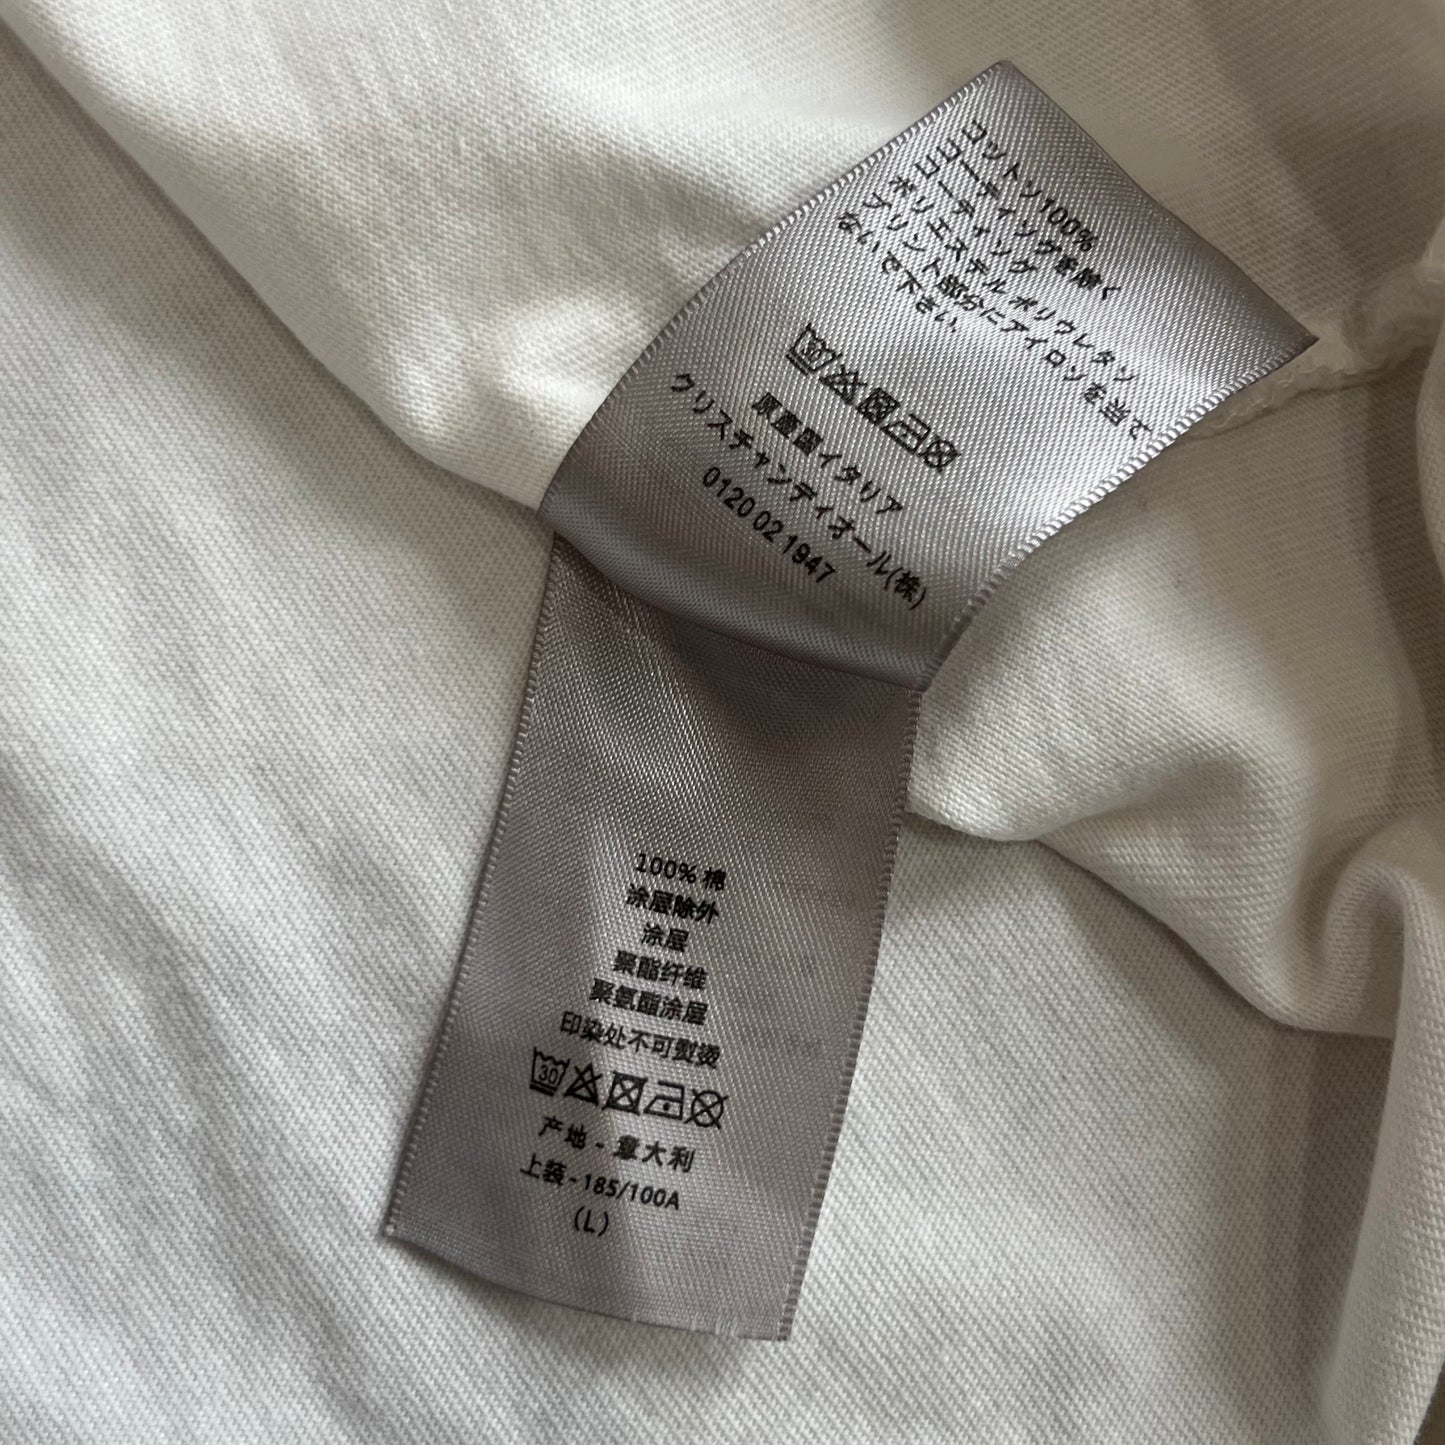 コットン100%
コーティングを除く
コーティング
ポリエステル ポリウレタン
プリント部分にアイロンを当て
ないで下さい.
30
原産国イタリア
クリスチャンディオール(株)
0120 02 1947
100% 棉
涂层除外
涂层
聚酯纤维
聚氨酯涂层
印染处不可熨烫
30
产地 - 意大利
上装 - 185/100A
(L)